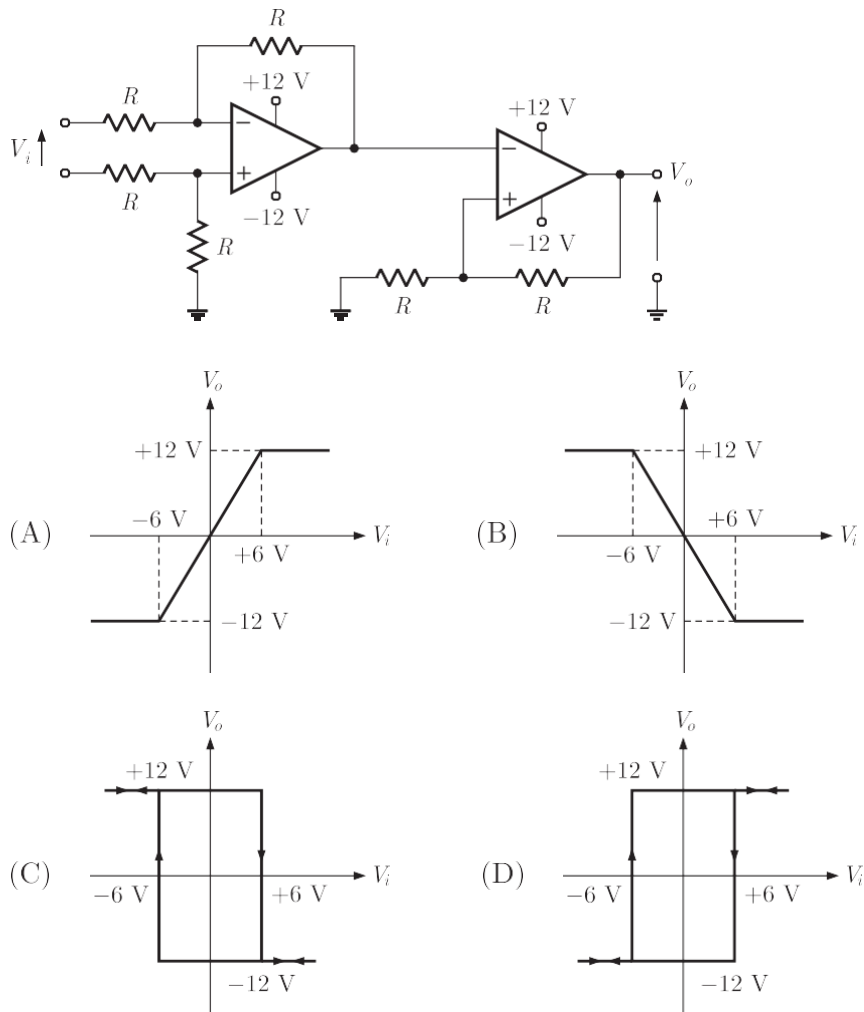 R
+12 V
R
+12 V
V_i
−
+
−
+
V_o
R
−12 V
−12 V
R
R
R
V_o
V_o
+12 V
+12 V
(A)
−6 V
+6 V
V_i
(B)
−6 V
+6 V
V_i
−12 V
−12 V
V_o
V_o
+12 V
+12 V
(C)
−6 V
+6 V
V_i
(D)
−6 V
+6 V
V_i
−12 V
−12 V